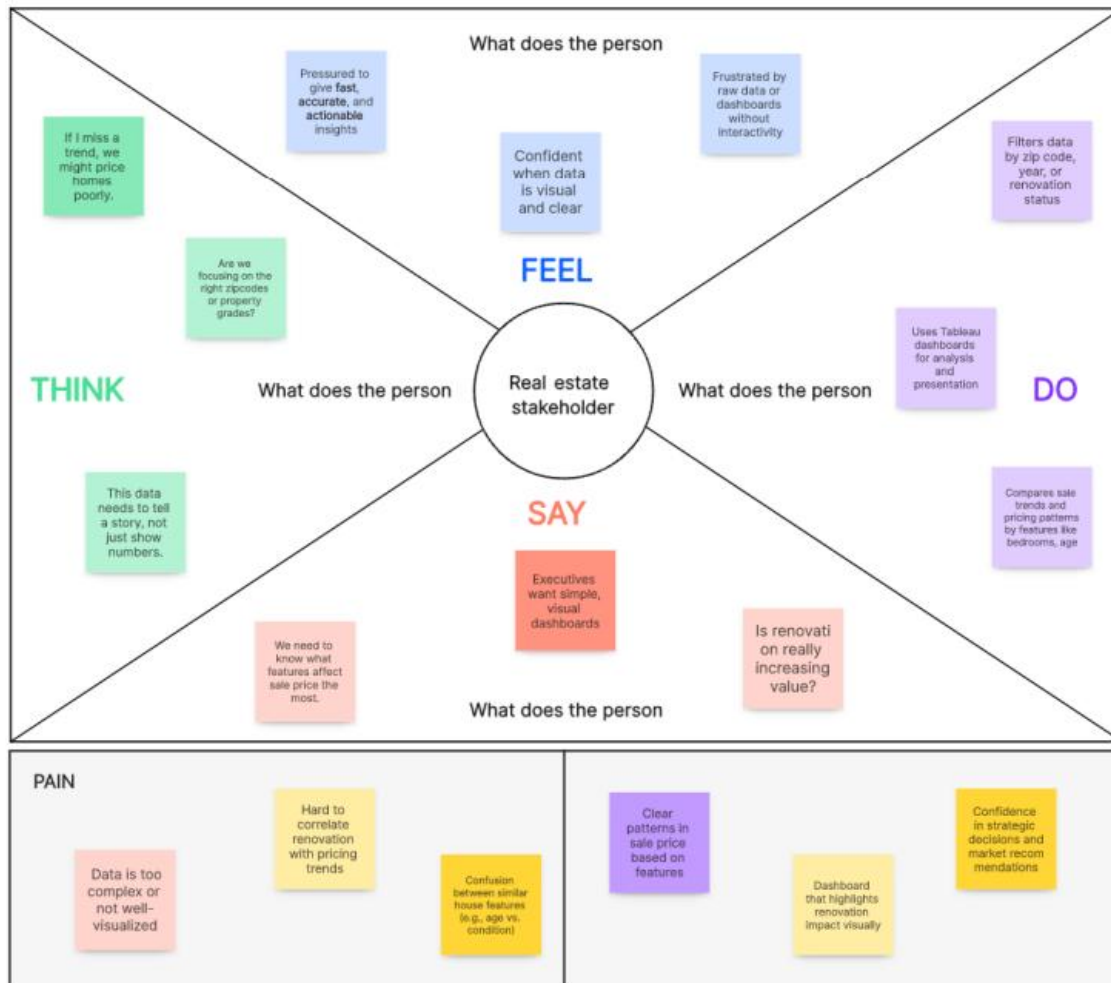 What does the person
Pressured to
give fast,
accurate, and
actionable
insights
Confident
when data
is visual
and clear
Frustrated by
raw data or
dashboards
without
interactivity
FEEL
If I miss a
trend, we
might price
homes
poorly.
Are we
focusing on the
right zipcodes
or property
grades?
THINK
What does the person
This data
needs to tell
a story, not
just show
numbers.
Real estate
stakeholder
What does the person
DO
Filters data
by zip code,
year, or
renovation
status
Uses Tableau
dashboards
for analysis
and
presentation
Compares sale
trends and
pricing patterns
by features like
bedrooms, age
SAY
Executives
want simple,
visual
dashboards
We need to
know what
features affect
sale price the
most.
Is renovati
on really
increasing
value?
What does the person
PAIN
Data is too
complex or
not well-
visualized
Hard to
correlate
renovation
with pricing
trends
Confusion
between similar
house features
(e.g., age vs.
condition)
Clear
patterns in
sale price
based on
features
Dashboard
that highlights
renovation
impact visually
Confidence
in strategic
decisions and
market recom
mendations